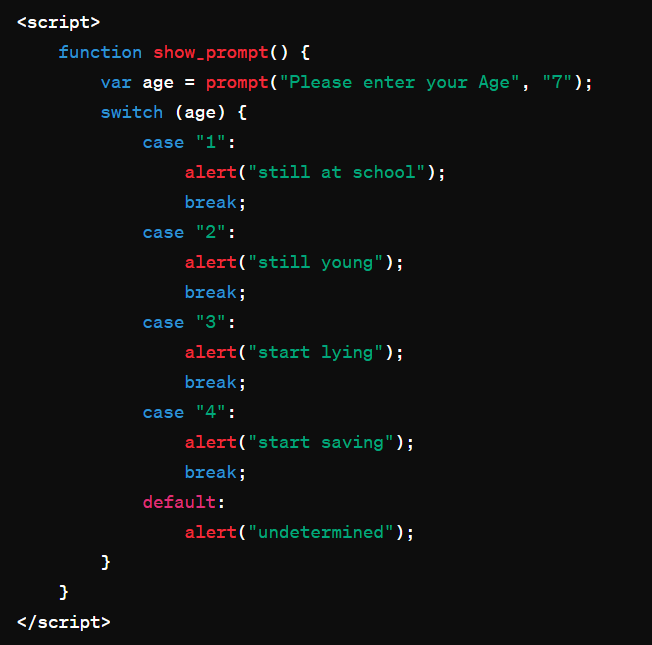 <script>
    function show_prompt() {
        var age = prompt("Please enter your Age", "7");
        switch (age) {
            case "1":
                alert("still at school");
                break;
            case "2":
                alert("still young");
                break;
            case "3":
                alert("start lying");
                break;
            case "4":
                alert("start saving");
                break;
            default:
                alert("undetermined");
        }
    }
</script>